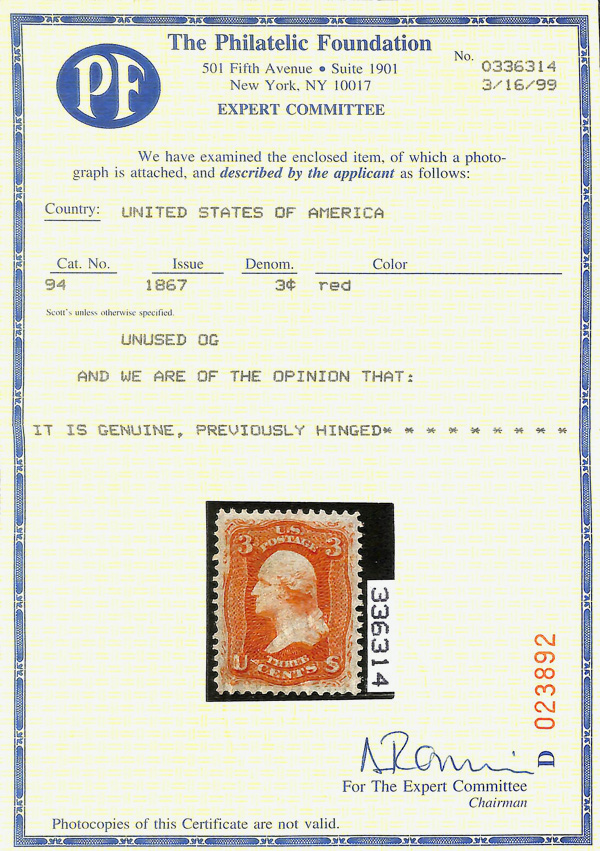 PF
The Philatelic Foundation
501 Fifth Avenue • Suite 1901
New York, NY 10017
EXPERT COMMITTEE
No. 0336314
3/16/99
We have examined the enclosed item, of which a photo-
graph is attached, and described by the applicant as follows:
Country: UNITED STATES OF AMERICA
Cat. No. Issue Denom. Color
94 1867 3¢ red
Scott's unless otherwise specified.
UNUSED OG
AND WE ARE OF THE OPINION THAT:
IT IS GENUINE, PREVIOUSLY HINGED* * * * * * * * *
U.S.
3 POSTAGE 3
THREE
U CENTS S
336314
D 023892
For The Expert Committee
Chairman
Photocopies of this Certificate are not valid.